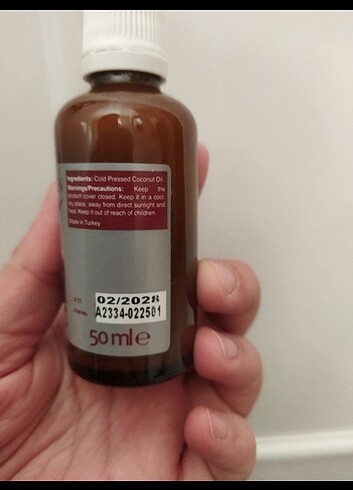 Ingredients: Cold Pressed Coconut Oil
Warnings/Precautions: Keep the
product cover closed. Keep it in a cool,
dry place, away from direct sunlight and
heat. Keep it out of reach of children.
Made in Turkey
02/2028
A2334-022501
50 ml e